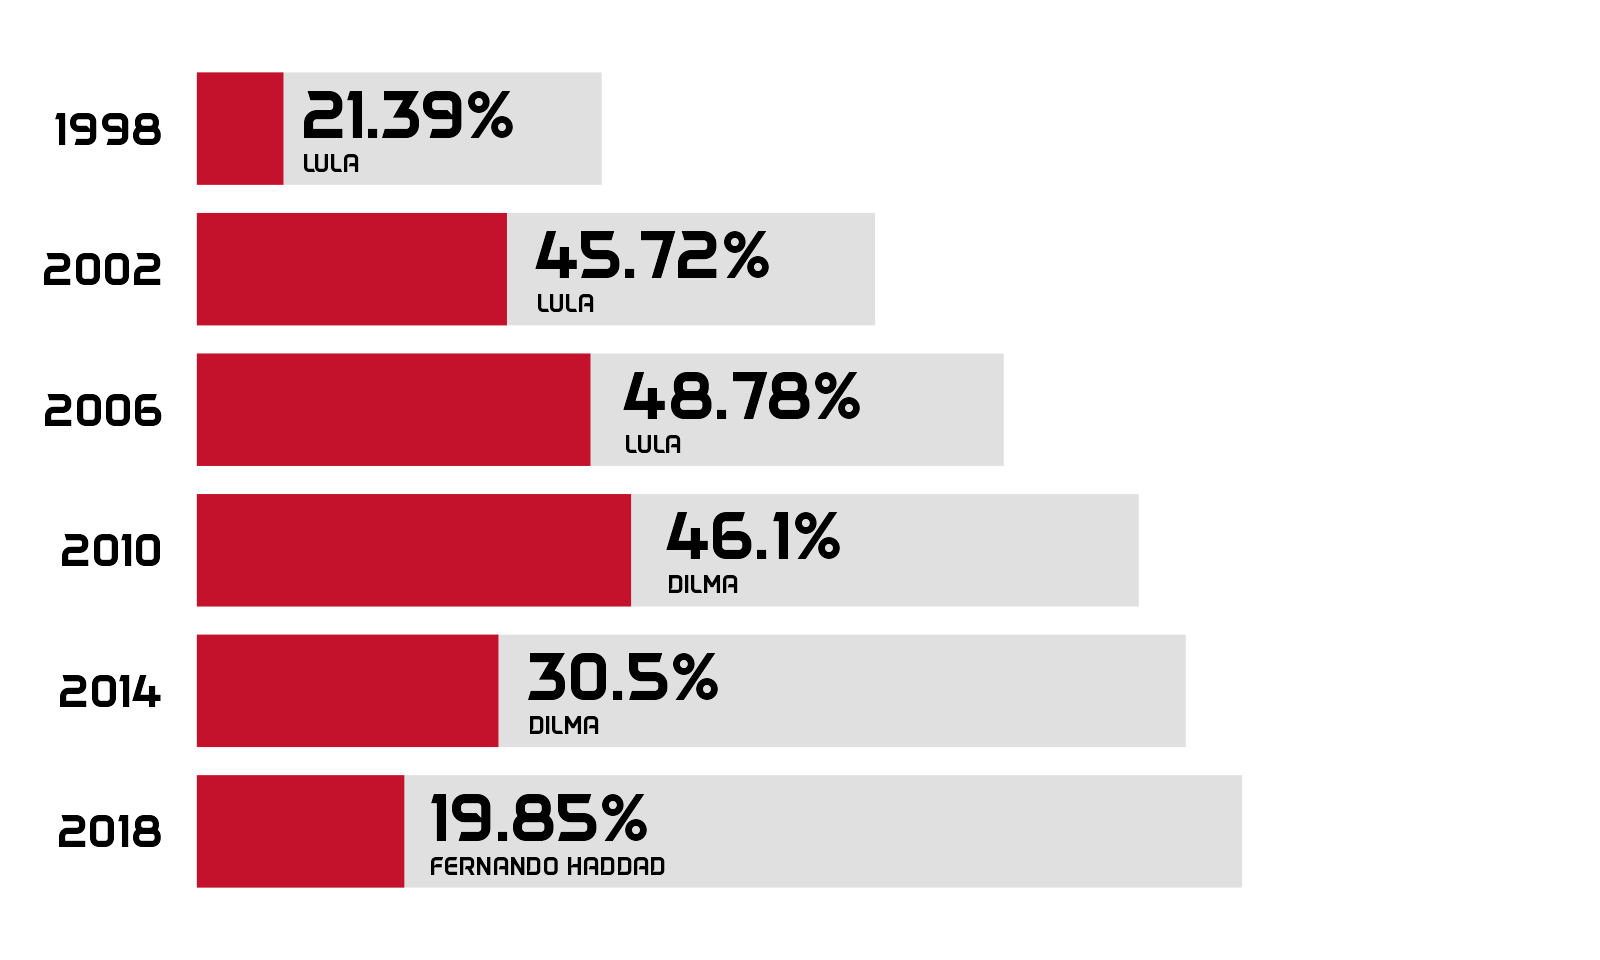 1998
21.39%
LULA
2002
45.72%
LULA
2006
48.78%
LULA
2010
46.1%
DILMA
2014
30.5%
DILMA
2018
19.85%
FERNANDO HADDAD